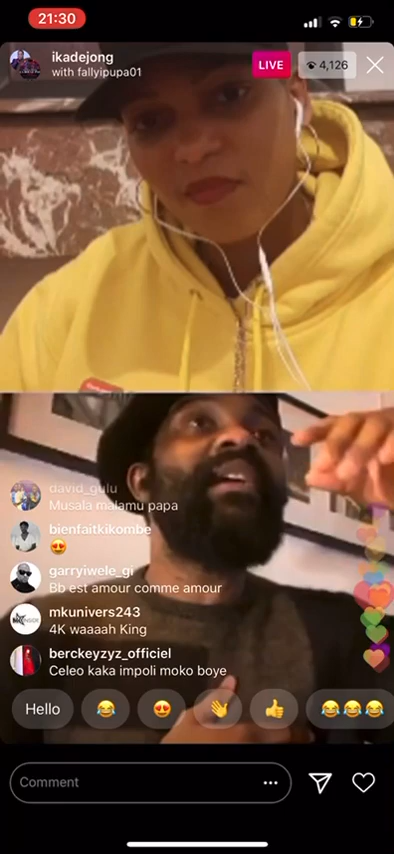 21:30
ikadejong
with fallyipupa01
LIVE
4,126
david_gulu
Musala malamu papa
bienfaitkikombe
😍
garryiwele_gi
Bb est amour comme amour
mkunivers243
4K waaaah King
berckeyzyz_officiel
Celeo kaka impoli moko boye
Hello
😂
😍
👋
👍
😂😂😂
Comment